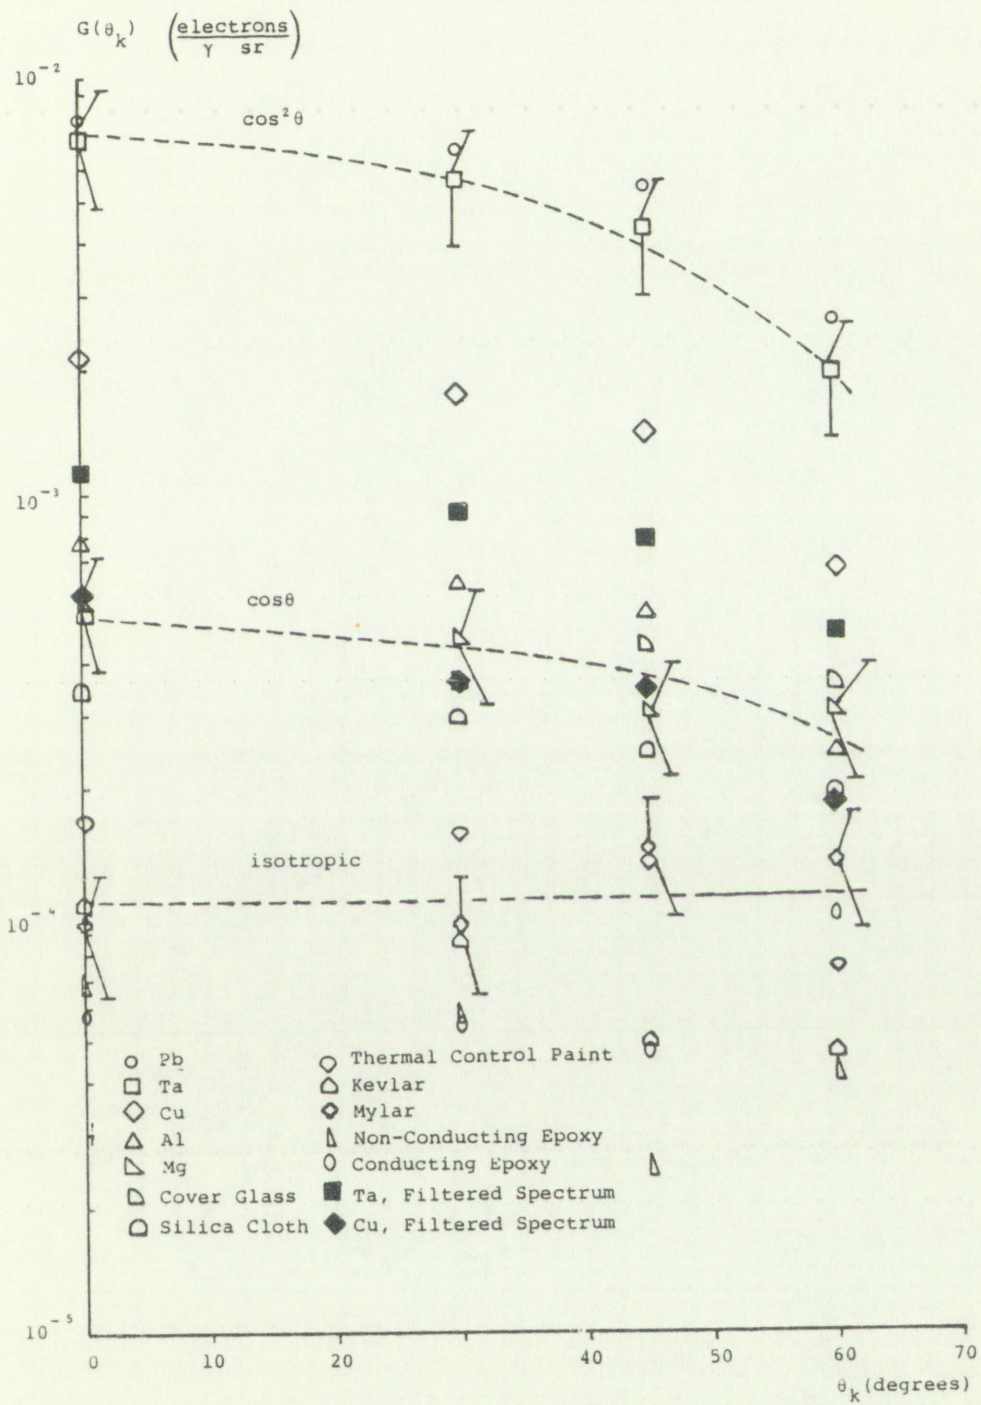 G(θk) (electrons / γ sr)
10⁻²
cos²θ
10⁻³
cosθ
isotropic
10⁻⁴
○ Pb
□ Ta
◇ Cu
△ Al
Mg
Cover Glass
Silica Cloth
Thermal Control Paint
Kevlar
Mylar
Non-Conducting Epoxy
Conducting Epoxy
■ Ta, Filtered Spectrum
◆ Cu, Filtered Spectrum
10⁻⁵
0 10 20 40 50 60 70
θk (degrees)